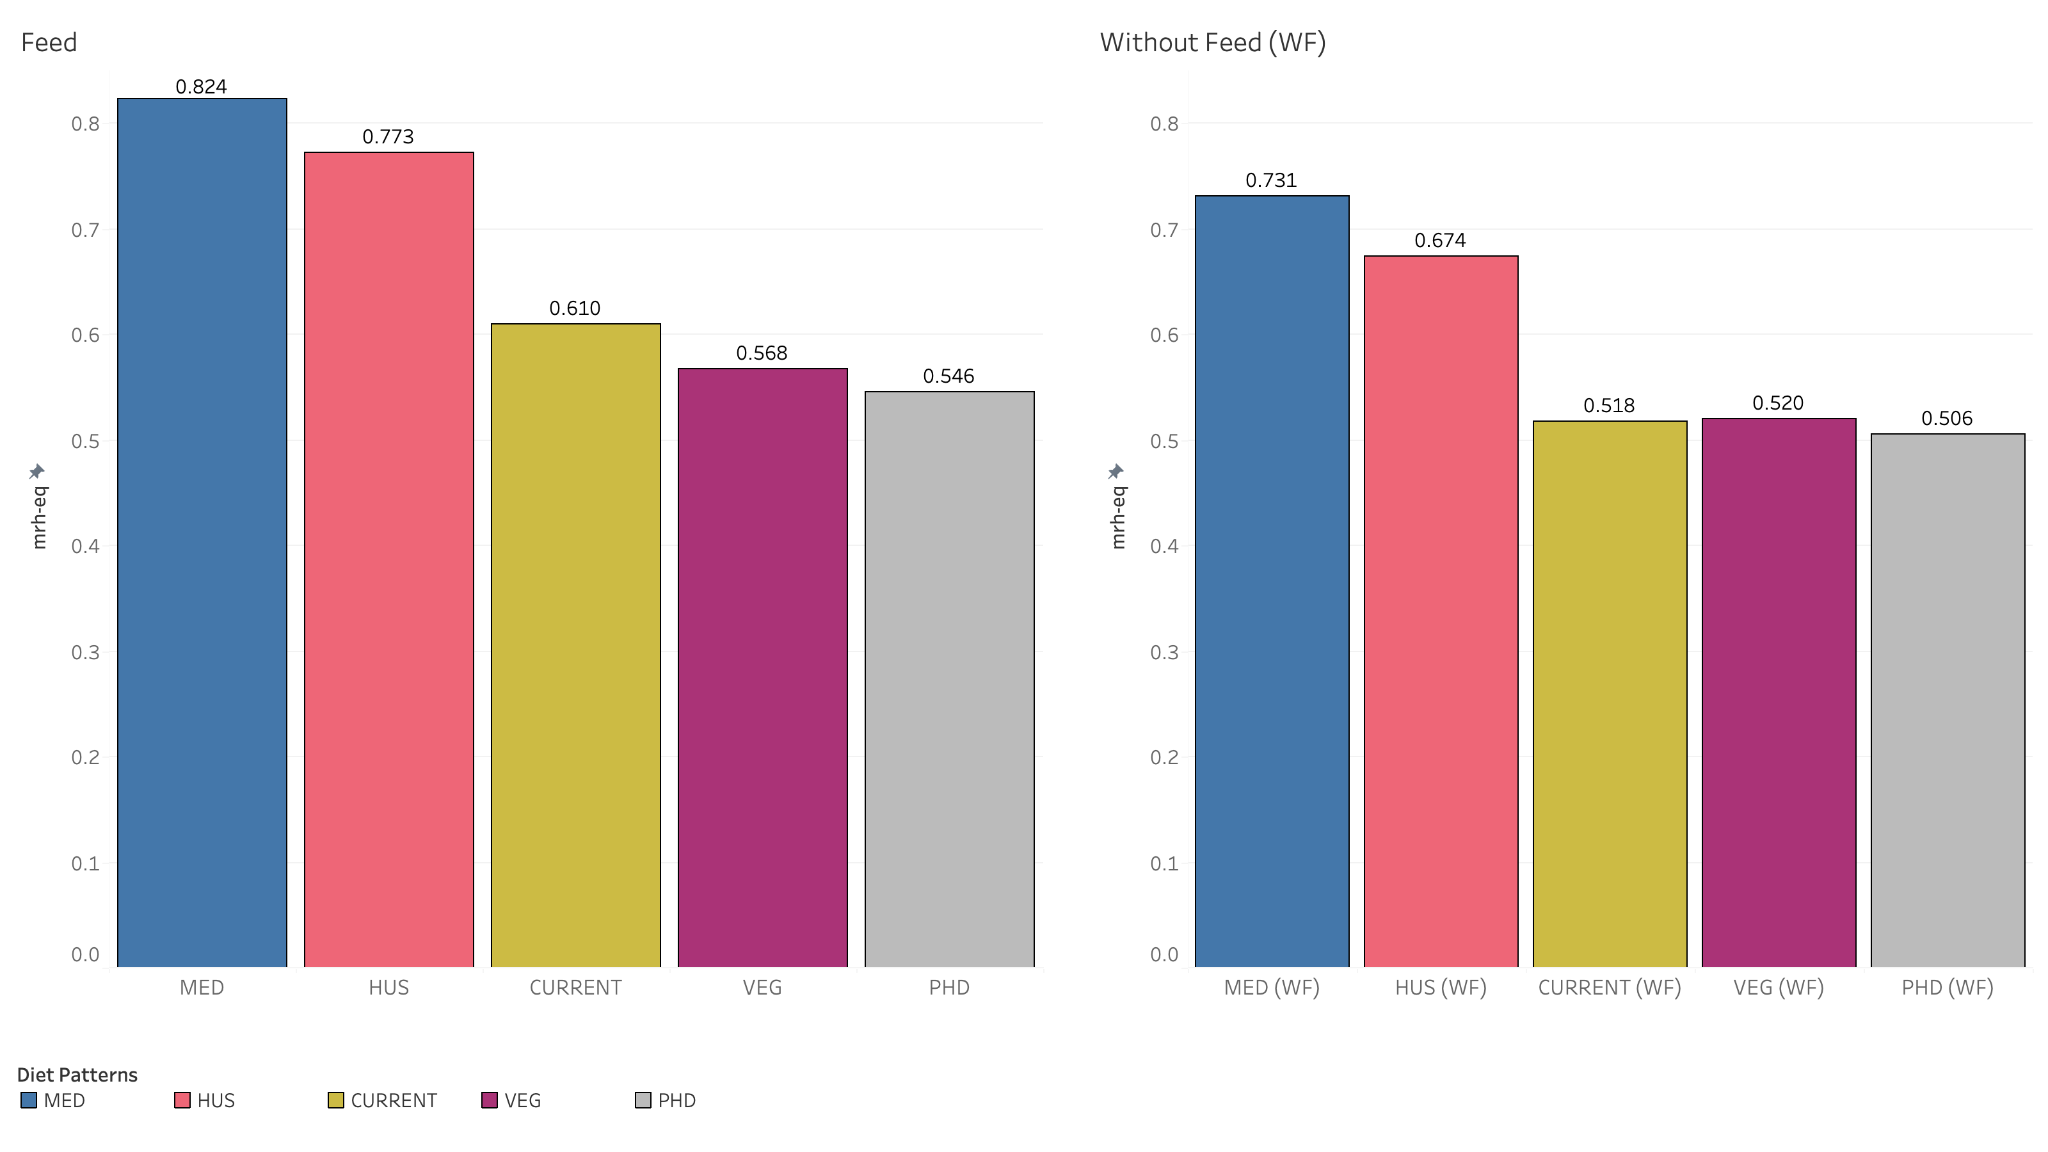 Feed
0.824
0.773
0.610
0.568
0.546
0.8
0.7
0.6
0.5
0.4
0.3
0.2
0.1
0.0
mrh-eq
MED
HUS
CURRENT
VEG
PHD
Without Feed (WF)
0.731
0.674
0.518
0.520
0.506
0.8
0.7
0.6
0.5
0.4
0.3
0.2
0.1
0.0
mrh-eq
MED (WF)
HUS (WF)
CURRENT (WF)
VEG (WF)
PHD (WF)
Diet Patterns
MED
HUS
CURRENT
VEG
PHD